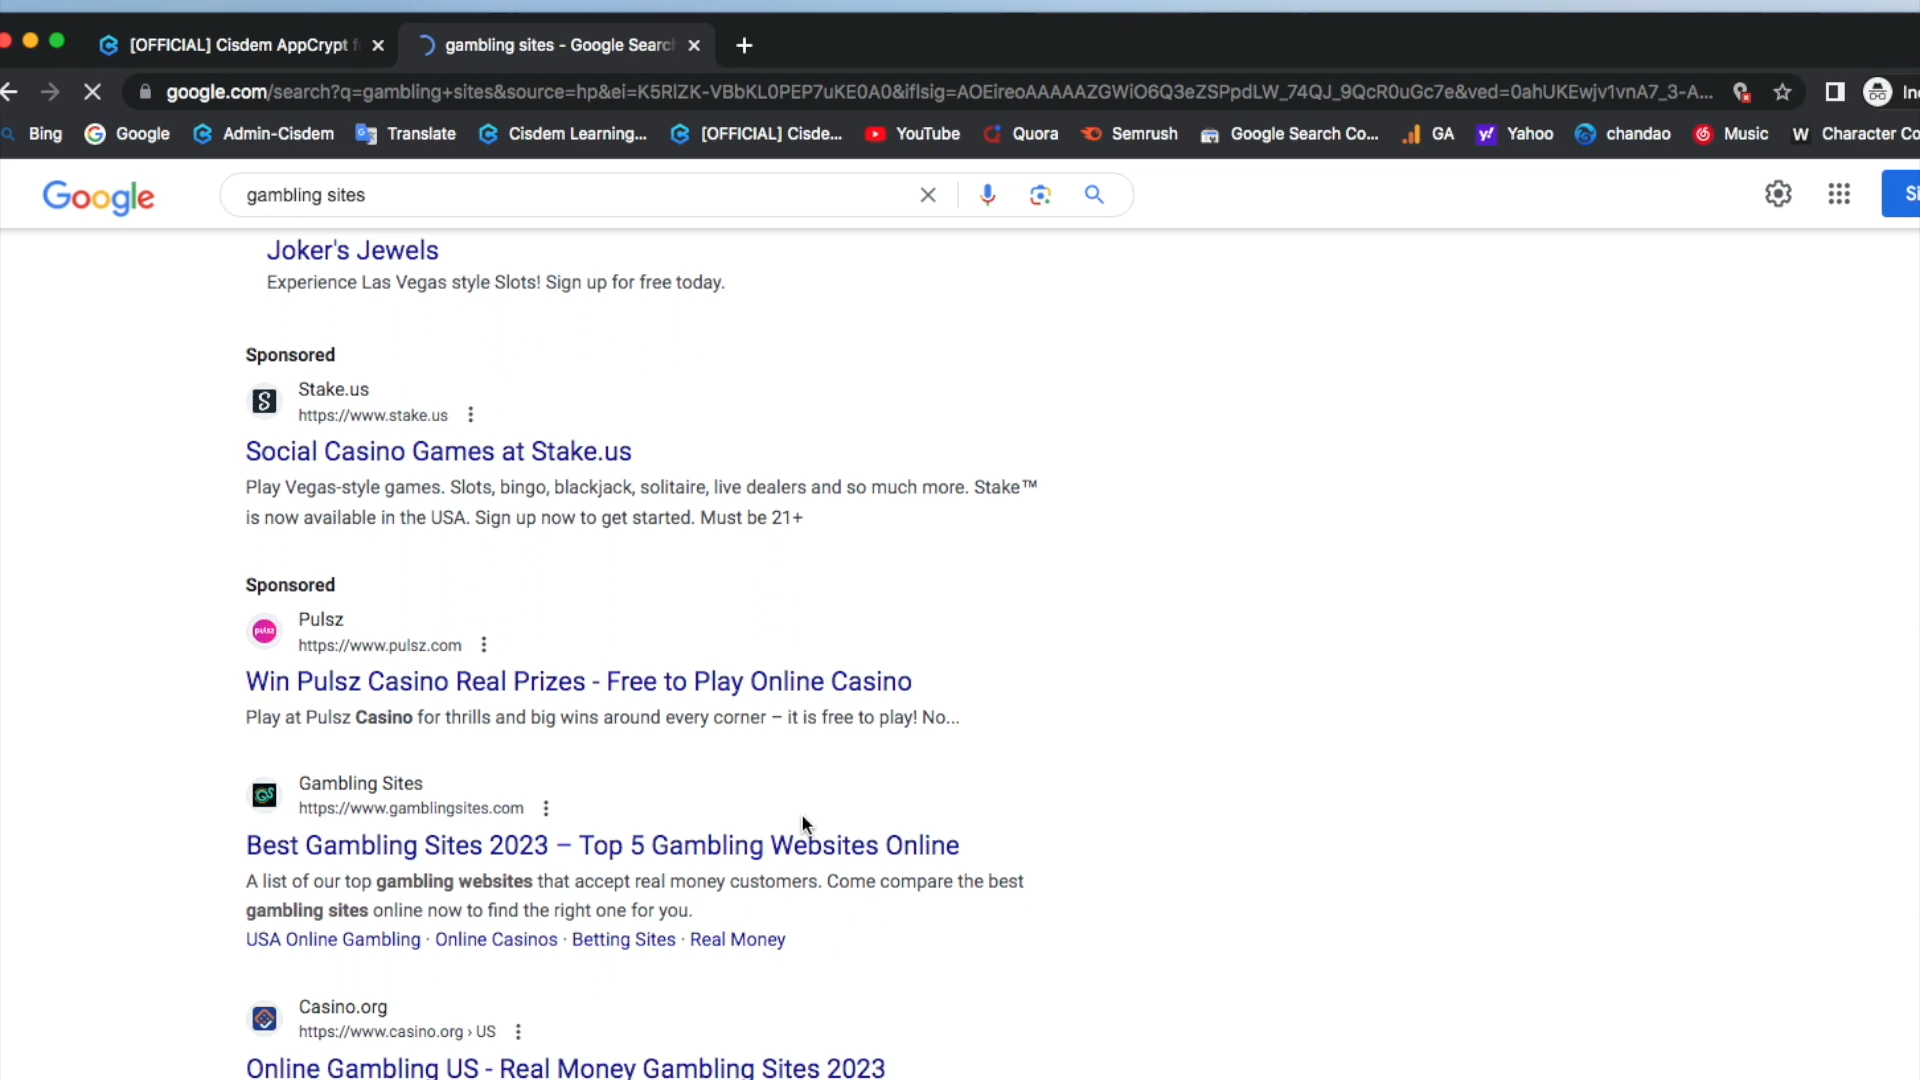 [OFFICIAL] Cisdem AppCrypt
gambling sites - Google Searc
google.com/search?q=gambling+sites&source=hp&ei=K5RlZK-VBbKL0PEP7uKE0A0&iflsig=AOEireoAAAAAZGWiO6Q3eZSPpdLW_74QJ_9QcR0uGc7e&ved=0ahUKEwjv1vnA7_3-A...
Bing Google Admin-Cisdem Translate Cisdem Learning... [OFFICIAL] Cisde... YouTube Quora Semrush Google Search Co... GA Yahoo chandao Music W Character Co
Google
gambling sites
Joker's Jewels
Experience Las Vegas style Slots! Sign up for free today.
Sponsored
Stake.us
https://www.stake.us
Social Casino Games at Stake.us
Play Vegas-style games. Slots, bingo, blackjack, solitaire, live dealers and so much more. Stake™
is now available in the USA. Sign up now to get started. Must be 21+
Sponsored
pulsz
Pulsz
https://www.pulsz.com
Win Pulsz Casino Real Prizes - Free to Play Online Casino
Play at Pulsz Casino for thrills and big wins around every corner – it is free to play! No...
Gambling Sites
https://www.gamblingsites.com
Best Gambling Sites 2023 – Top 5 Gambling Websites Online
A list of our top gambling websites that accept real money customers. Come compare the best
gambling sites online now to find the right one for you.
USA Online Gambling · Online Casinos · Betting Sites · Real Money
Casino.org
https://www.casino.org › US
Online Gambling US - Real Money Gambling Sites 2023